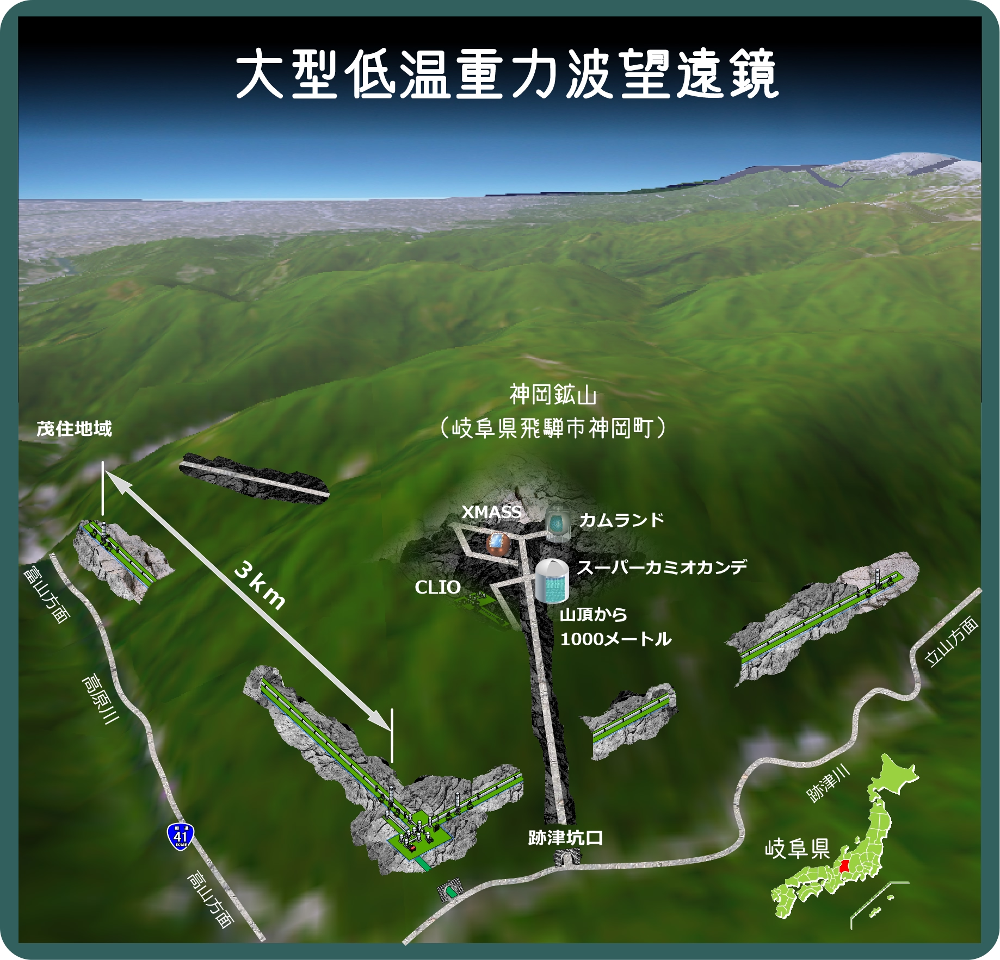 大型低温重力波望遠鏡
神岡鉱山
（岐阜県飛騨市神岡町）
茂住地域
XMASS
カムランド
3km
スーパーカミオカンデ
CLIO
山頂から
1000メートル
富山方面
立山方面
高原川
跡津川
国道
41
ROUTE
跡津坑口
岐阜県
高山方面